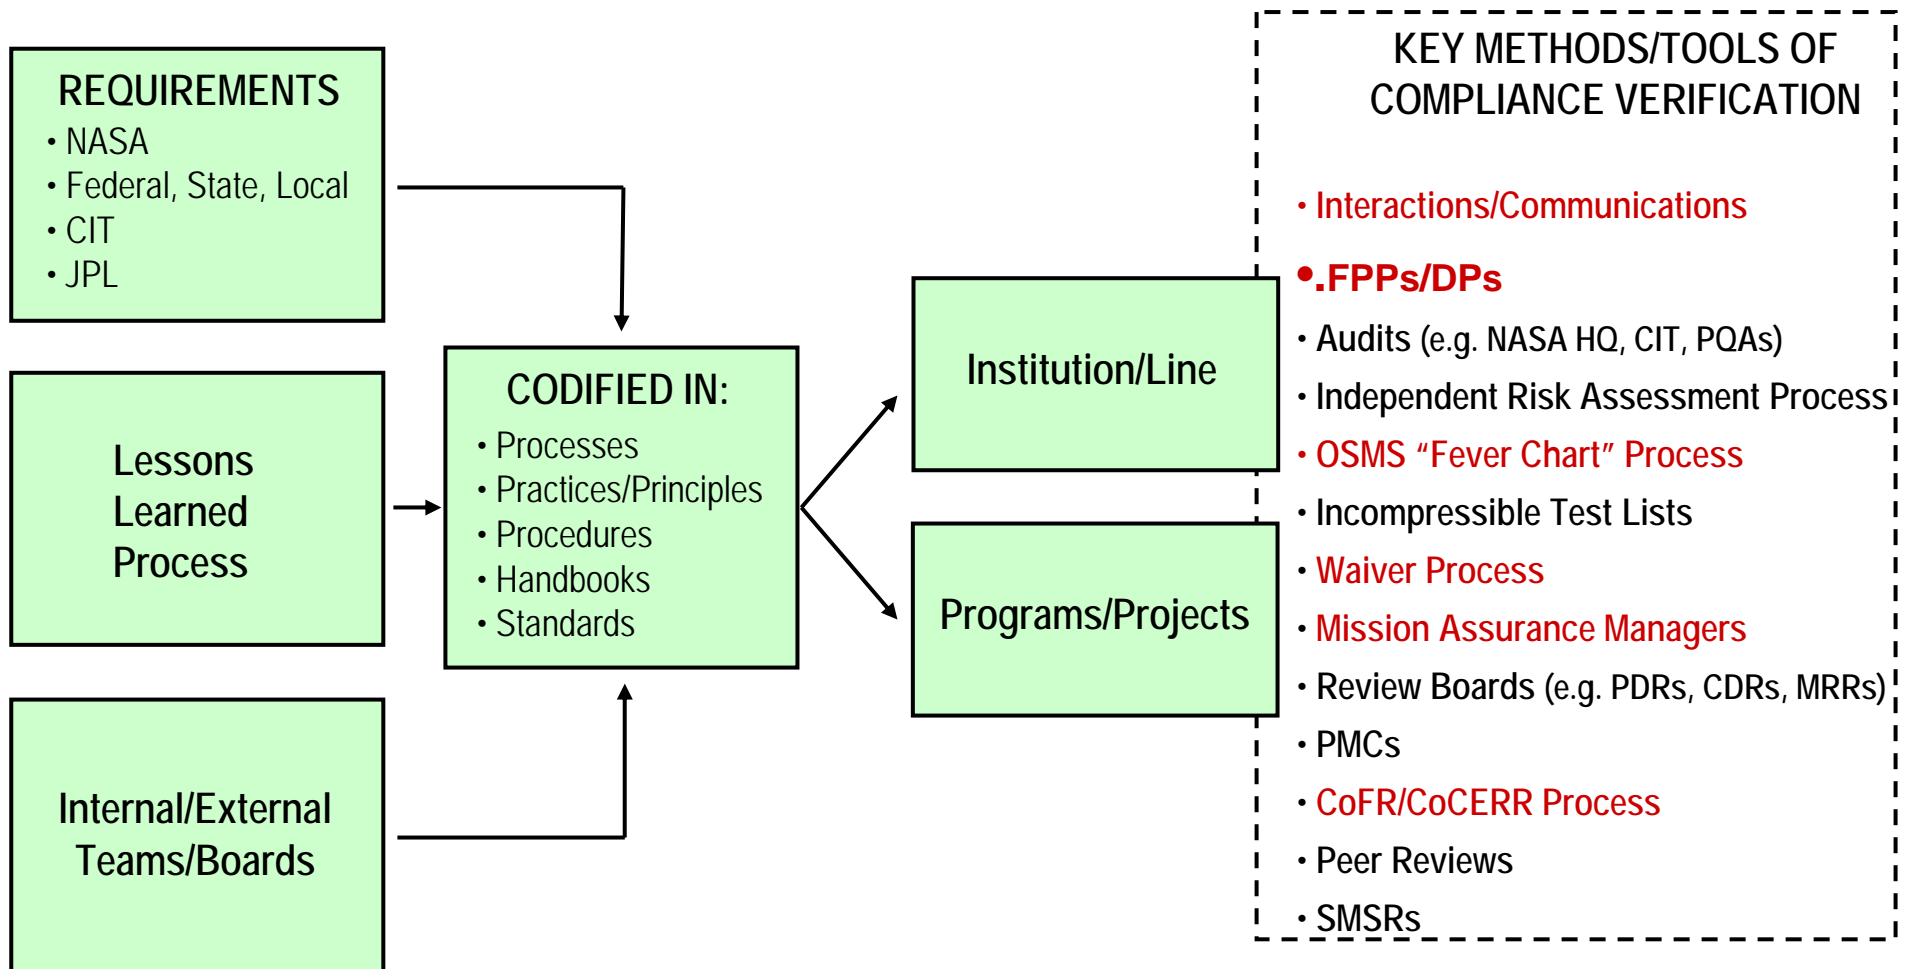 REQUIREMENTS
• NASA
• Federal, State, Local
• CIT
• JPL
Lessons
Learned
Process
Internal/External
Teams/Boards
CODIFIED IN:
• Processes
• Practices/Principles
• Procedures
• Handbooks
• Standards
Institution/Line
Programs/Projects
KEY METHODS/TOOLS OF
COMPLIANCE VERIFICATION
• Interactions/Communications
•.FPPs/DPs
• Audits (e.g. NASA HQ, CIT, PQAs)
• Independent Risk Assessment Process
• OSMS “Fever Chart” Process
• Incompressible Test Lists
• Waiver Process
• Mission Assurance Managers
• Review Boards (e.g. PDRs, CDRs, MRRs)
• PMCs
• CoFR/CoCERR Process
• Peer Reviews
• SMSRs